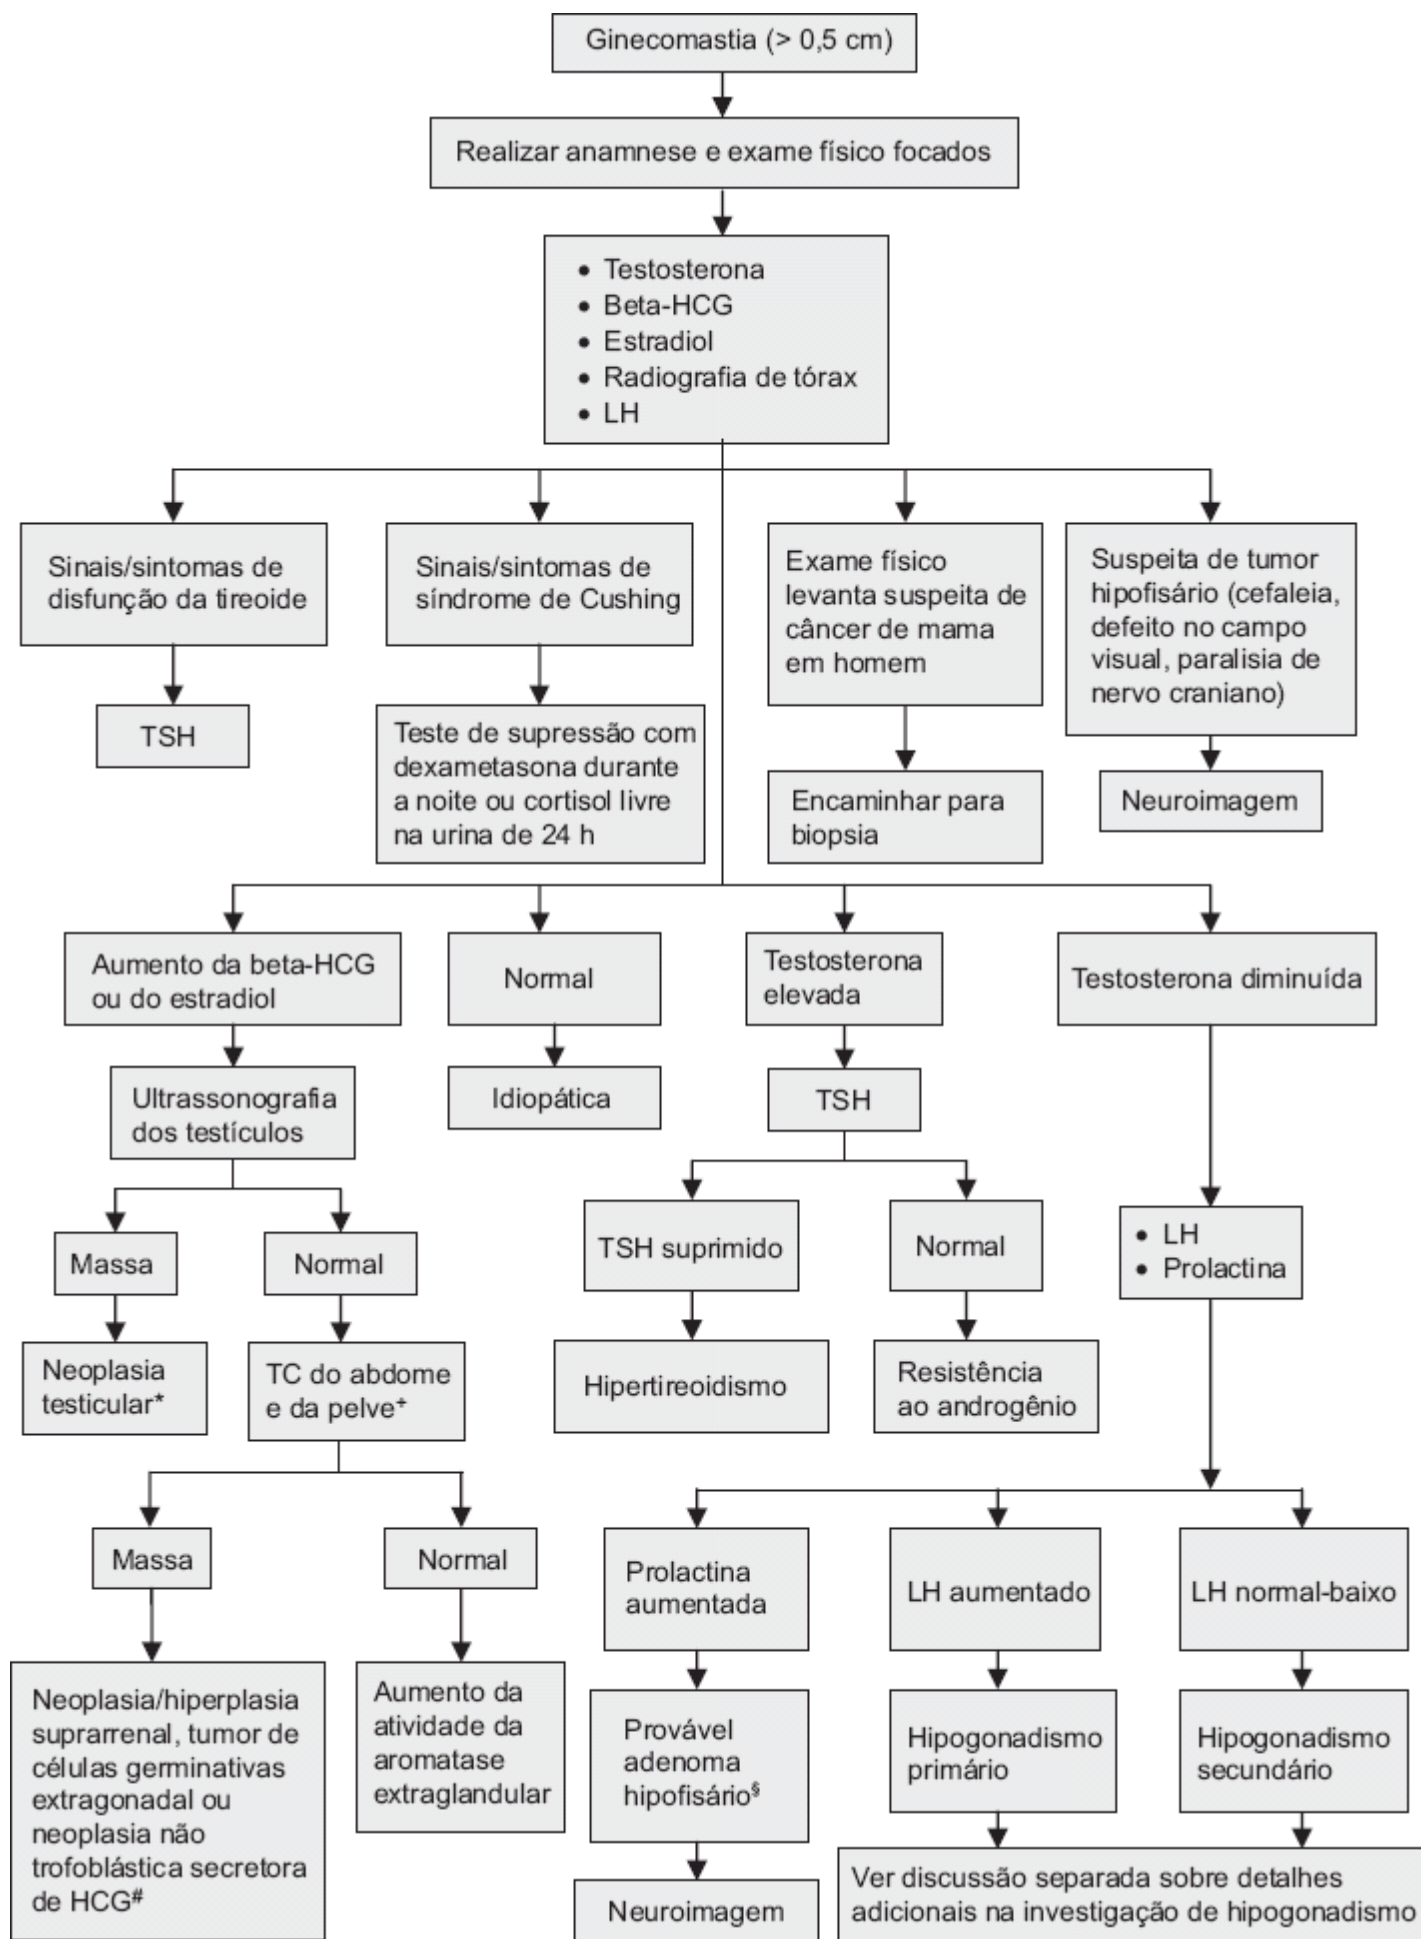 Ginecomastia (> 0,5 cm)
Realizar anamnese e exame físico focados
• Testosterona
• Beta-HCG
• Estradiol
• Radiografia de tórax
• LH
Sinais/sintomas de
disfunção da tireoide
TSH
Sinais/sintomas de
síndrome de Cushing
Teste de supressão com
dexametasona durante
a noite ou cortisol livre
na urina de 24 h
Exame físico
levanta suspeita de
câncer de mama
em homem
Encaminhar para
biopsia
Suspeita de tumor
hipofisário (cefaleia,
defeito no campo
visual, paralisia de
nervo craniano)
Neuroimagem
Aumento da beta-HCG
ou do estradiol
Normal
Testosterona
elevada
Testosterona diminuída
Ultrassonografia
dos testículos
Idiopática
TSH
Massa
Normal
TSH suprimido
Normal
• LH
• Prolactina
Neoplasia
testicular*
TC do abdome
e da pelve+
Hipertireoidismo
Resistência
ao androgênio
Massa
Normal
Prolactina
aumentada
LH aumentado
LH normal-baixo
Neoplasia/hiperplasia
suprarrenal, tumor de
células germinativas
extragonadal ou
neoplasia não
trofoblástica secretora
de HCG#
Aumento da
atividade da
aromatase
extraglandular
Provável
adenoma
hipofisário§
Hipogonadismo
primário
Hipogonadismo
secundário
Neuroimagem
Ver discussão separada sobre detalhes
adicionais na investigação de hipogonadismo